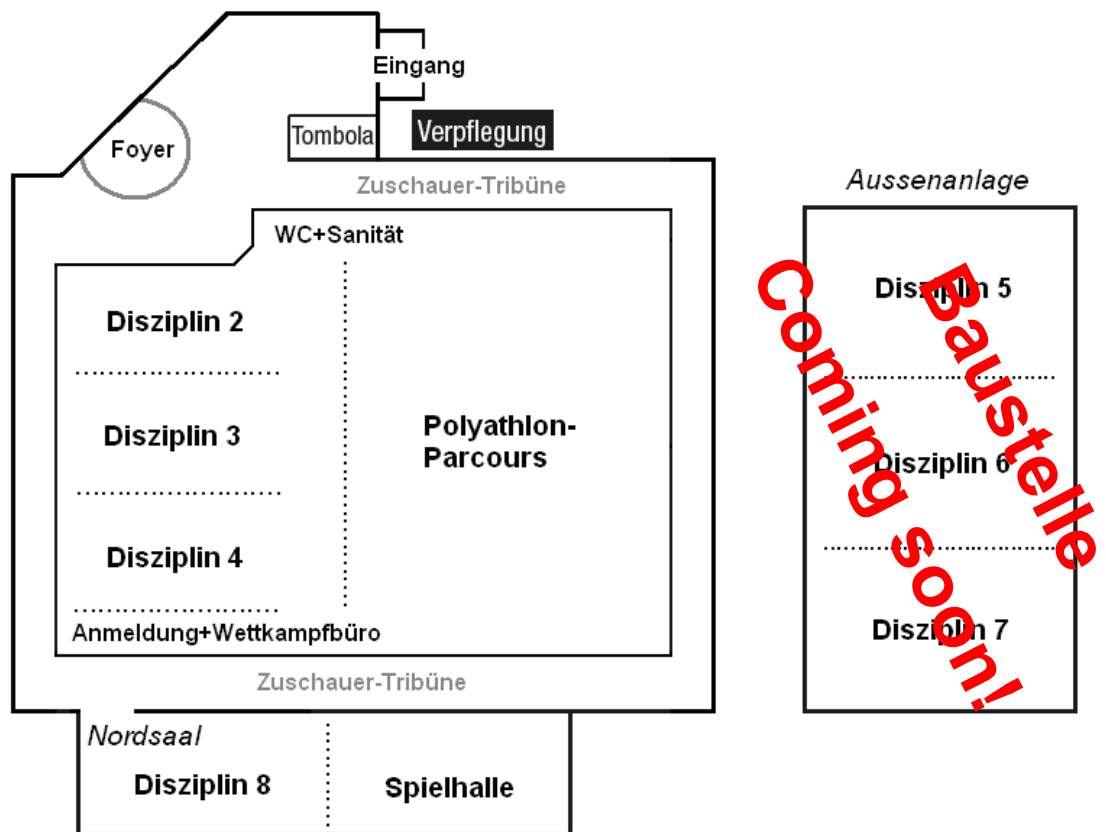 Eingang
Foyer
Tombola
Verpflegung
Zuschauer-Tribüne
WC+Sanität
Disziplin 2
Disziplin 3
Disziplin 4
Anmeldung+Wettkampfbüro
Polyathlon-
Parcours
Zuschauer-Tribüne
Nordsaal
Disziplin 8
Spielhalle
Aussenanlage
Disziplin 5
Disziplin 6
Disziplin 7
Baustelle
Coming soon!